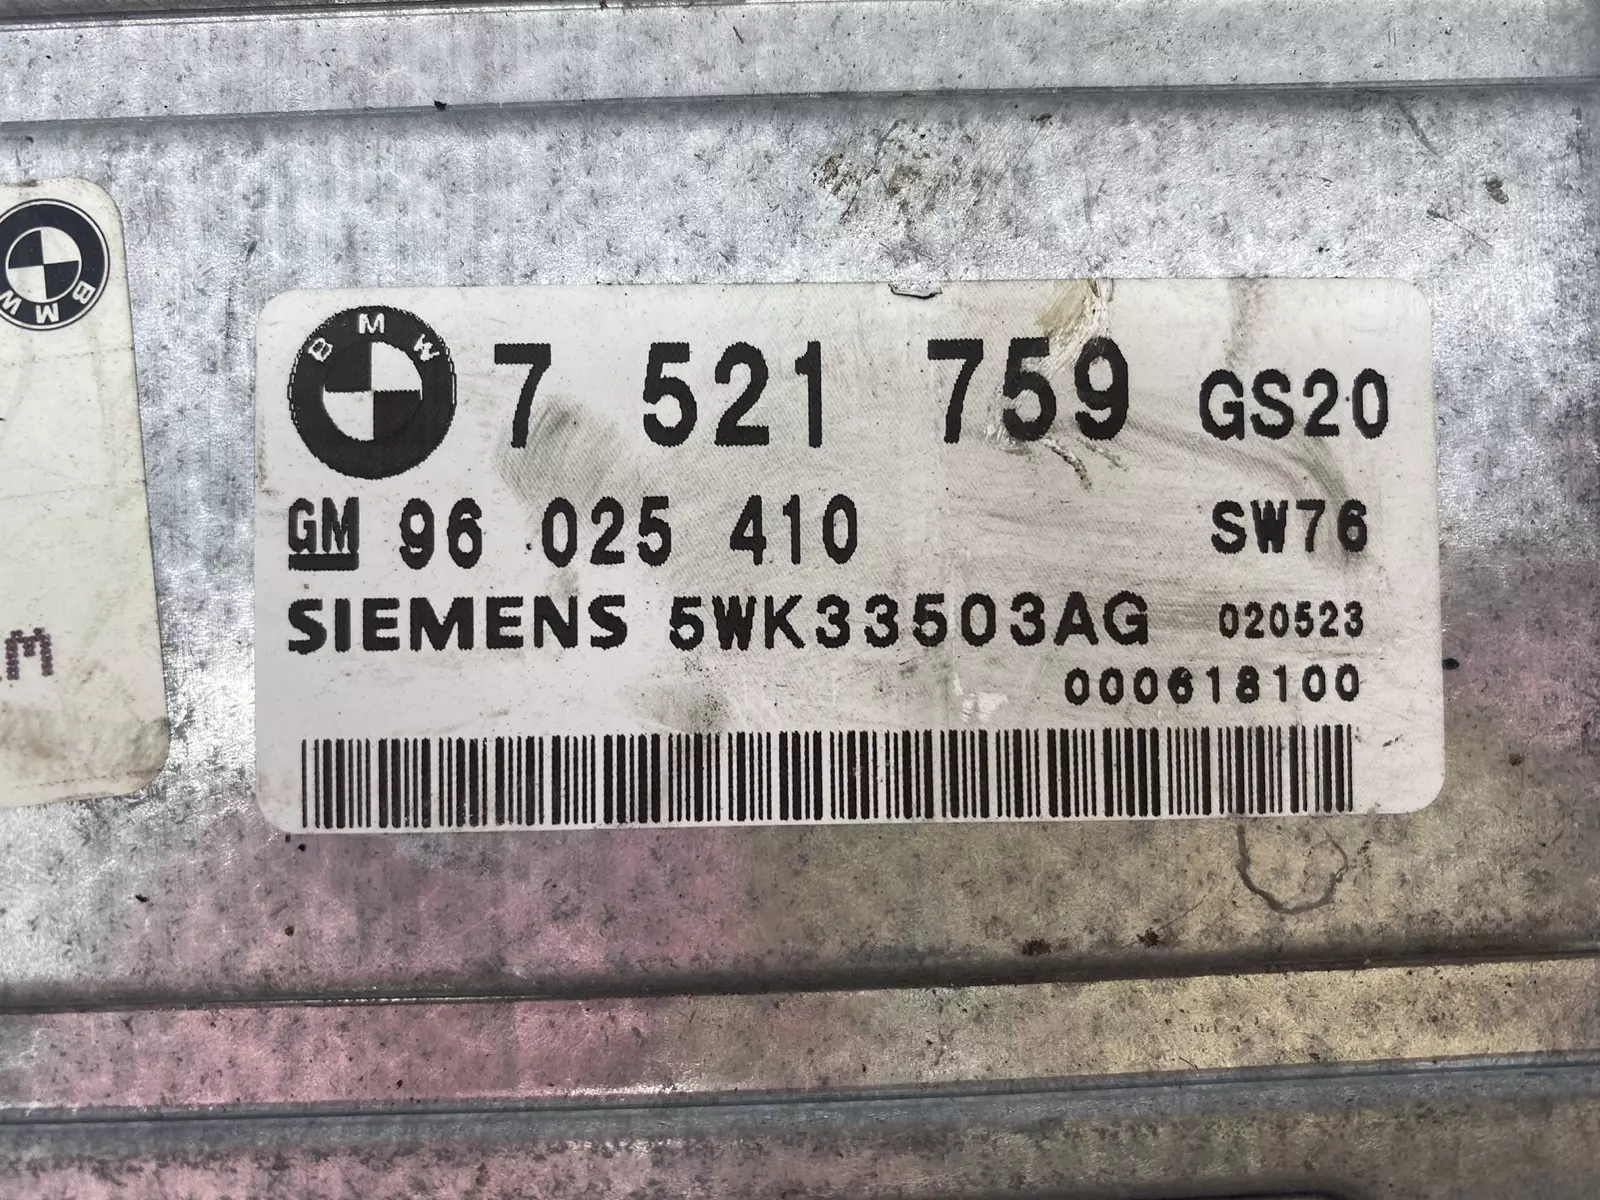 BMW
BMW 7 521 759 GS20
GM 96 025 410 SW76
SIEMENS 5WK33503AG 020523
000618100
M